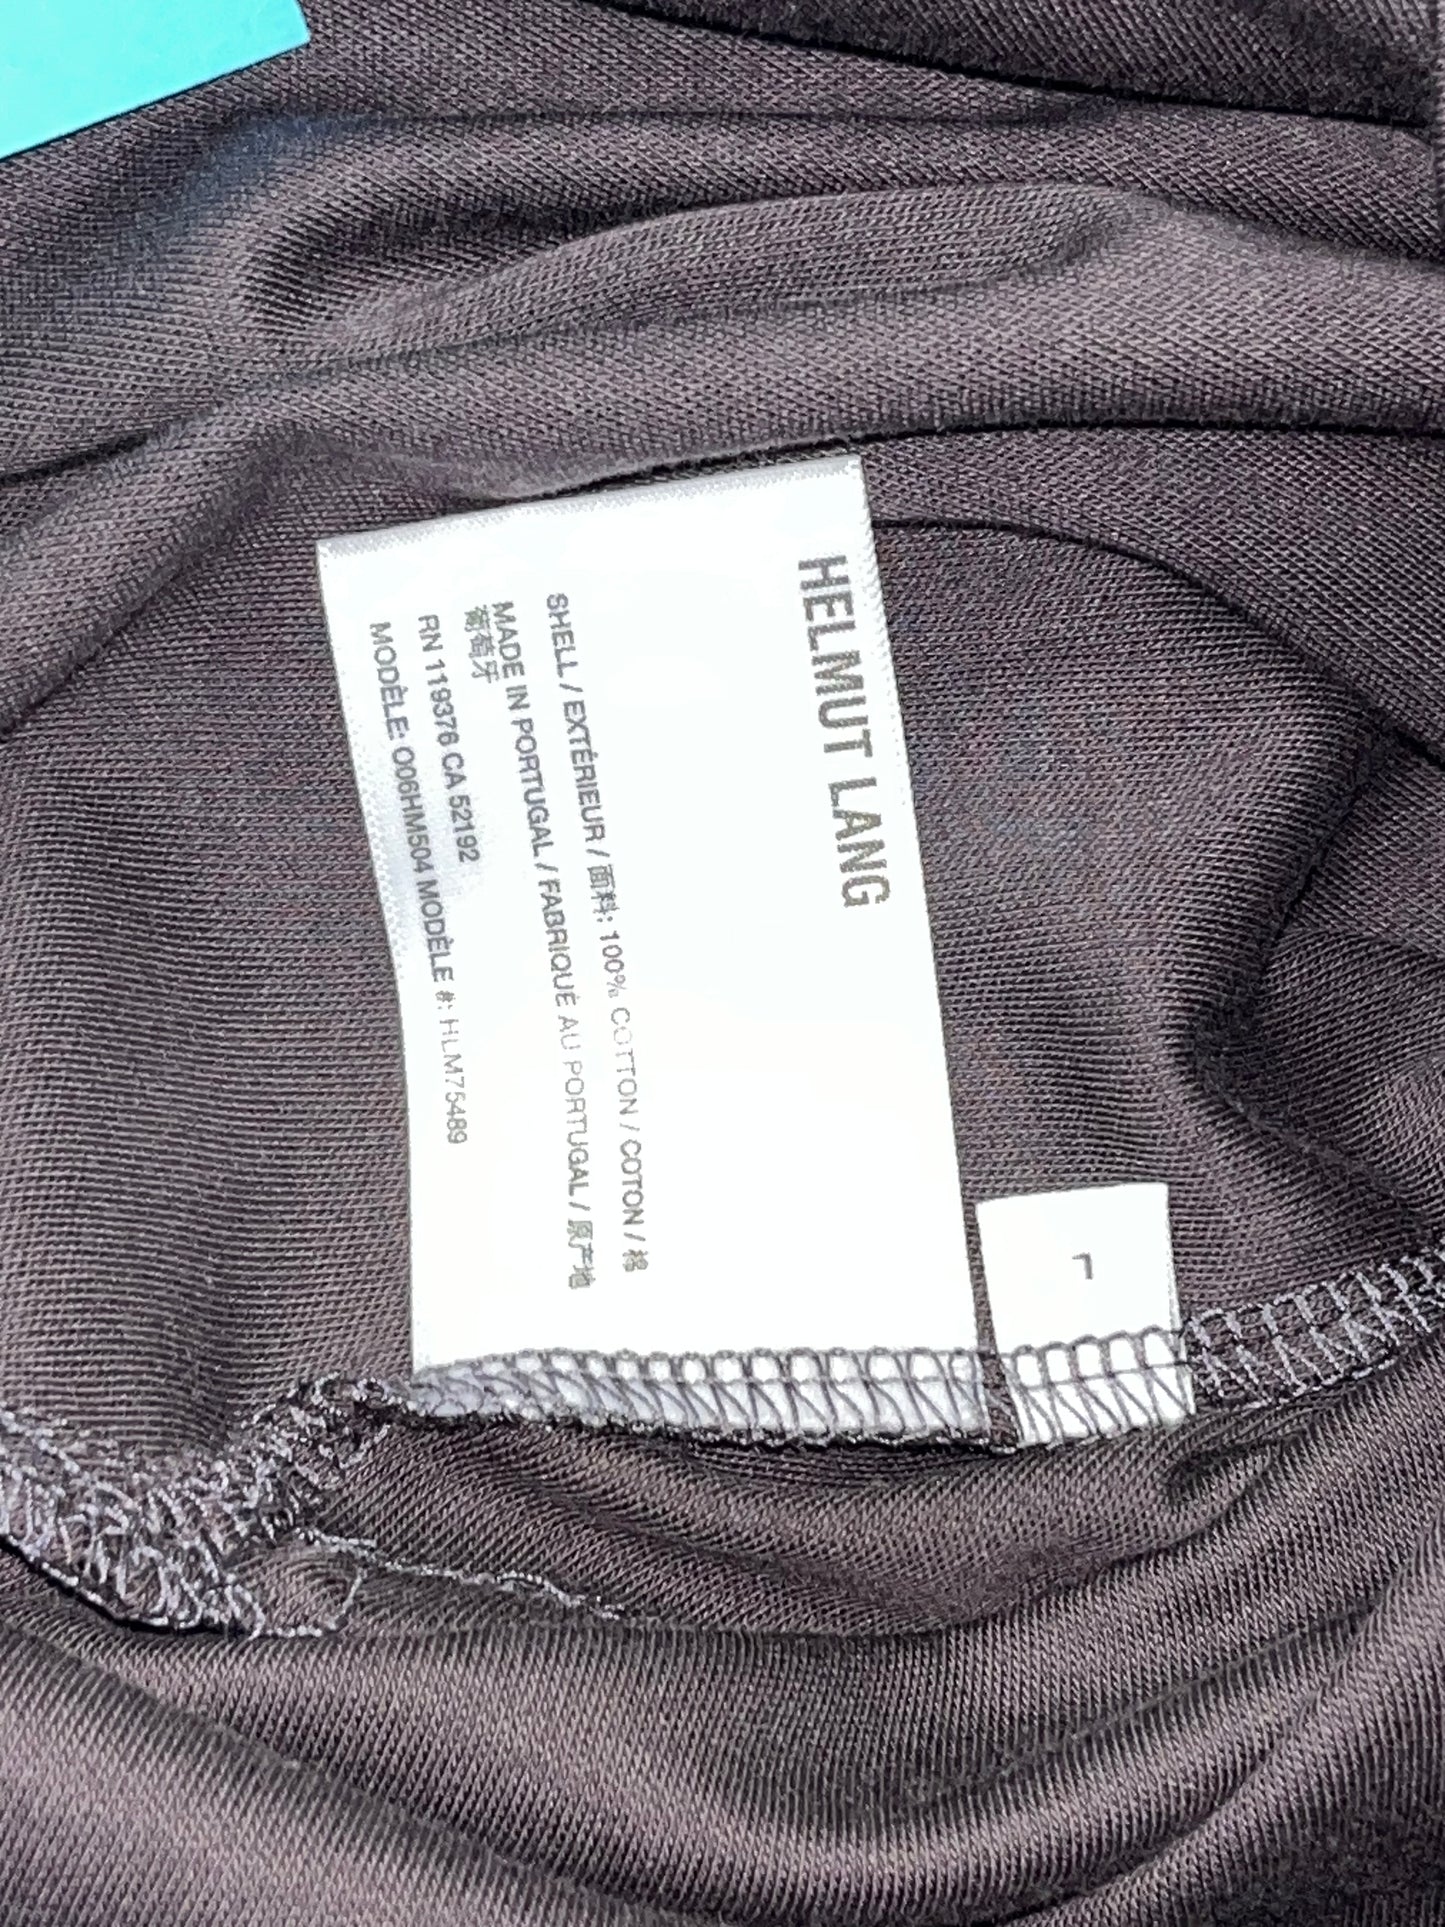 HELMUT LANG
SHELL / EXTÉRIEUR / 面料: 100% COTTON / COTON / 棉
MADE IN PORTUGAL / FABRIQUÉ AU PORTUGAL / 原产地
葡萄牙
RN 119376 CA 52192
MODÈLE: O06HM504 MODÈLE #: HLM75489
L